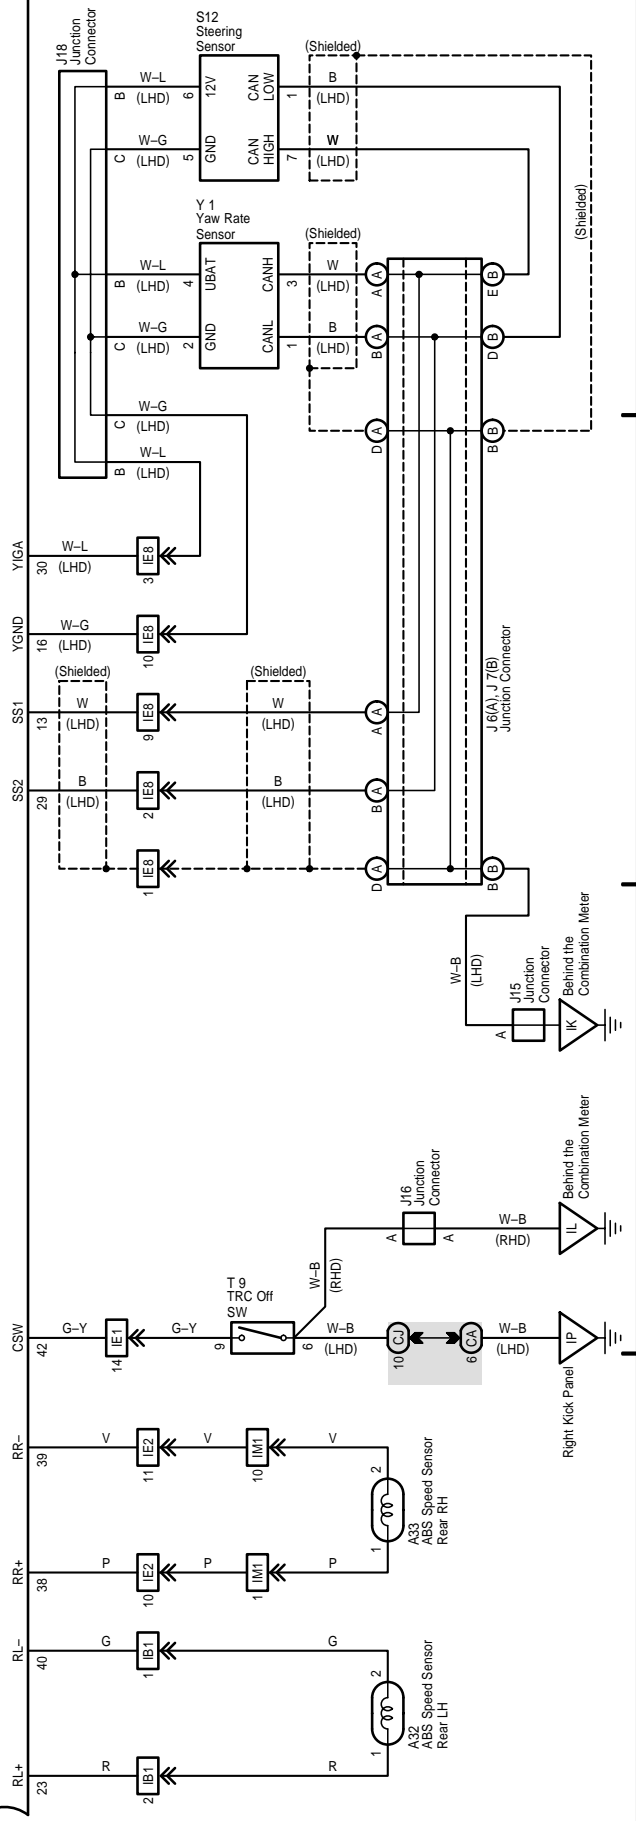 J18
Junction
Connector
S12
Steering
Sensor
(Shielded)
B
W–L
(LHD)
6
12V
CAN
LOW
1
B
(LHD)
C
W–G
(LHD)
5
GND
CAN
HIGH
7
W
(LHD)
(Shielded)
Y 1
Yaw Rate
Sensor
(Shielded)
B
W–L
(LHD)
4
UBAT
CANH
3
W
(LHD)
A
A
B
E
C
W–G
(LHD)
2
GND
CANL
1
B
(LHD)
B
A
B
D
C
W–G
(LHD)
D
A
B
B
B
W–L
(LHD)
YIGA
30
W–L
(LHD)
3
IE8
YGND
16
W–G
(LHD)
10
IE8
J 6(A), J 7(B)
Junction Connector
(Shielded)
(Shielded)
SS1
13
W
(LHD)
9
IE8
W
(LHD)
A
A
SS2
29
B
(LHD)
2
IE8
B
(LHD)
B
A
1
IE8
D
A
B
B
W–B
(LHD)
J15
Junction
Connector
A
IK
Behind the
Combination Meter
J16
Junction
Connector
A
A
W–B
(RHD)
W–B
(RHD)
IL
Behind the
Combination Meter
CSW
42
G–Y
14
IE1
G–Y
T 9
TRC Off
SW
9
6
W–B
(LHD)
10
CJ
6
CA
W–B
(LHD)
IP
Right Kick Panel
RR–
39
V
11
IE2
V
10
IM1
V
2
A33
ABS Speed Sensor
Rear RH
RR+
38
P
10
IE2
P
1
IM1
P
1
RL–
40
G
1
IB1
G
2
A32
ABS Speed Sensor
Rear LH
RL+
23
R
2
IB1
R
1